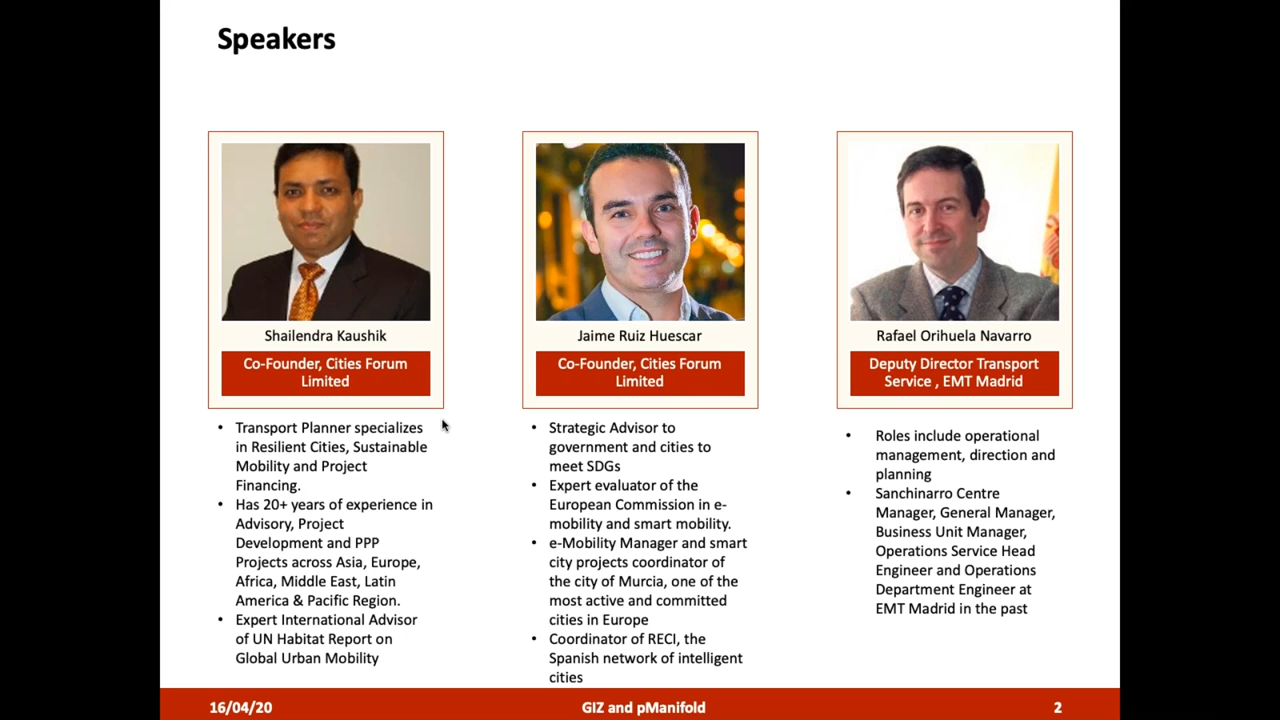 Speakers
Shailendra Kaushik
Co-Founder, Cities Forum
Limited
• Transport Planner specializes
in Resilient Cities, Sustainable
Mobility and Project
Financing.
• Has 20+ years of experience in
Advisory, Project
Development and PPP
Projects across Asia, Europe,
Africa, Middle East, Latin
America & Pacific Region.
• Expert International Advisor
of UN Habitat Report on
Global Urban Mobility
Jaime Ruiz Huescar
Co-Founder, Cities Forum
Limited
• Strategic Advisor to
government and cities to
meet SDGs
• Expert evaluator of the
European Commission in e-
mobility and smart mobility.
• e-Mobility Manager and smart
city projects coordinator of
the city of Murcia, one of the
most active and committed
cities in Europe
• Coordinator of RECI, the
Spanish network of intelligent
cities
Rafael Orihuela Navarro
Deputy Director Transport
Service , EMT Madrid
• Roles include operational
management, direction and
planning
• Sanchinarro Centre
Manager, General Manager,
Business Unit Manager,
Operations Service Head
Engineer and Operations
Department Engineer at
EMT Madrid in the past
16/04/20
GIZ and pManifold
2